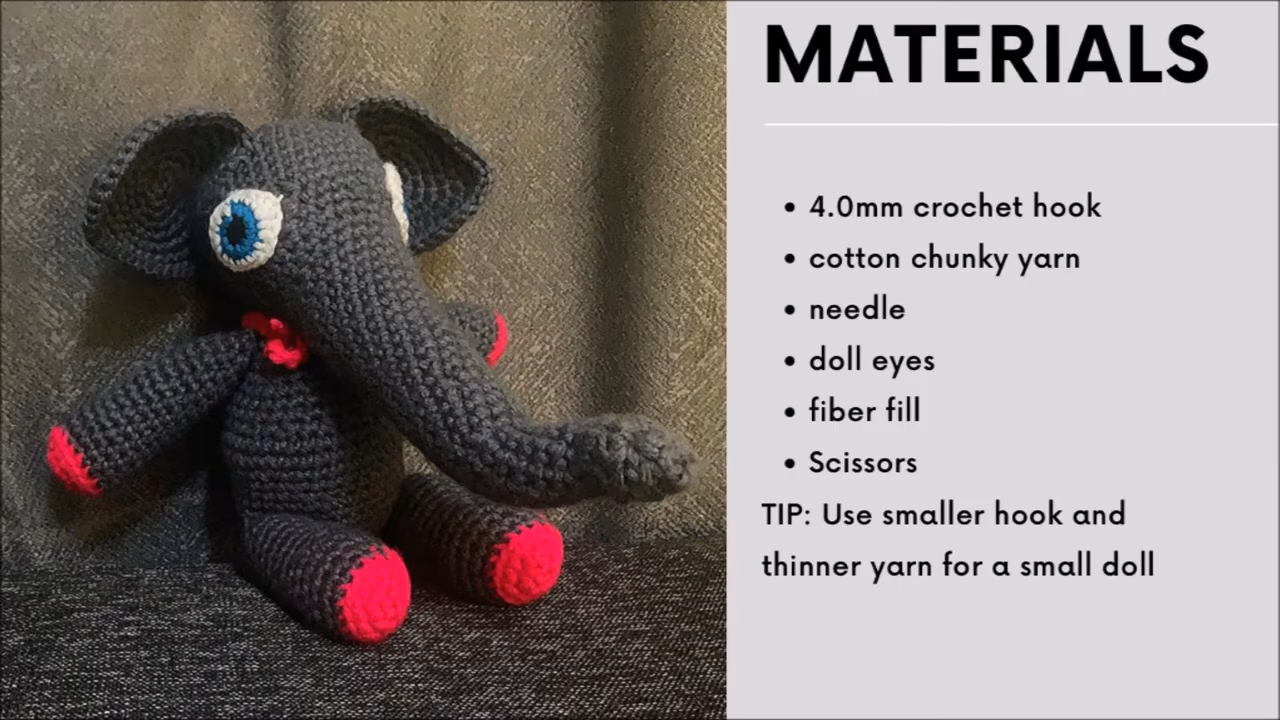 MATERIALS
• 4.0mm crochet hook
• cotton chunky yarn
• needle
• doll eyes
• fiber fill
• Scissors
TIP: Use smaller hook and
thinner yarn for a small doll